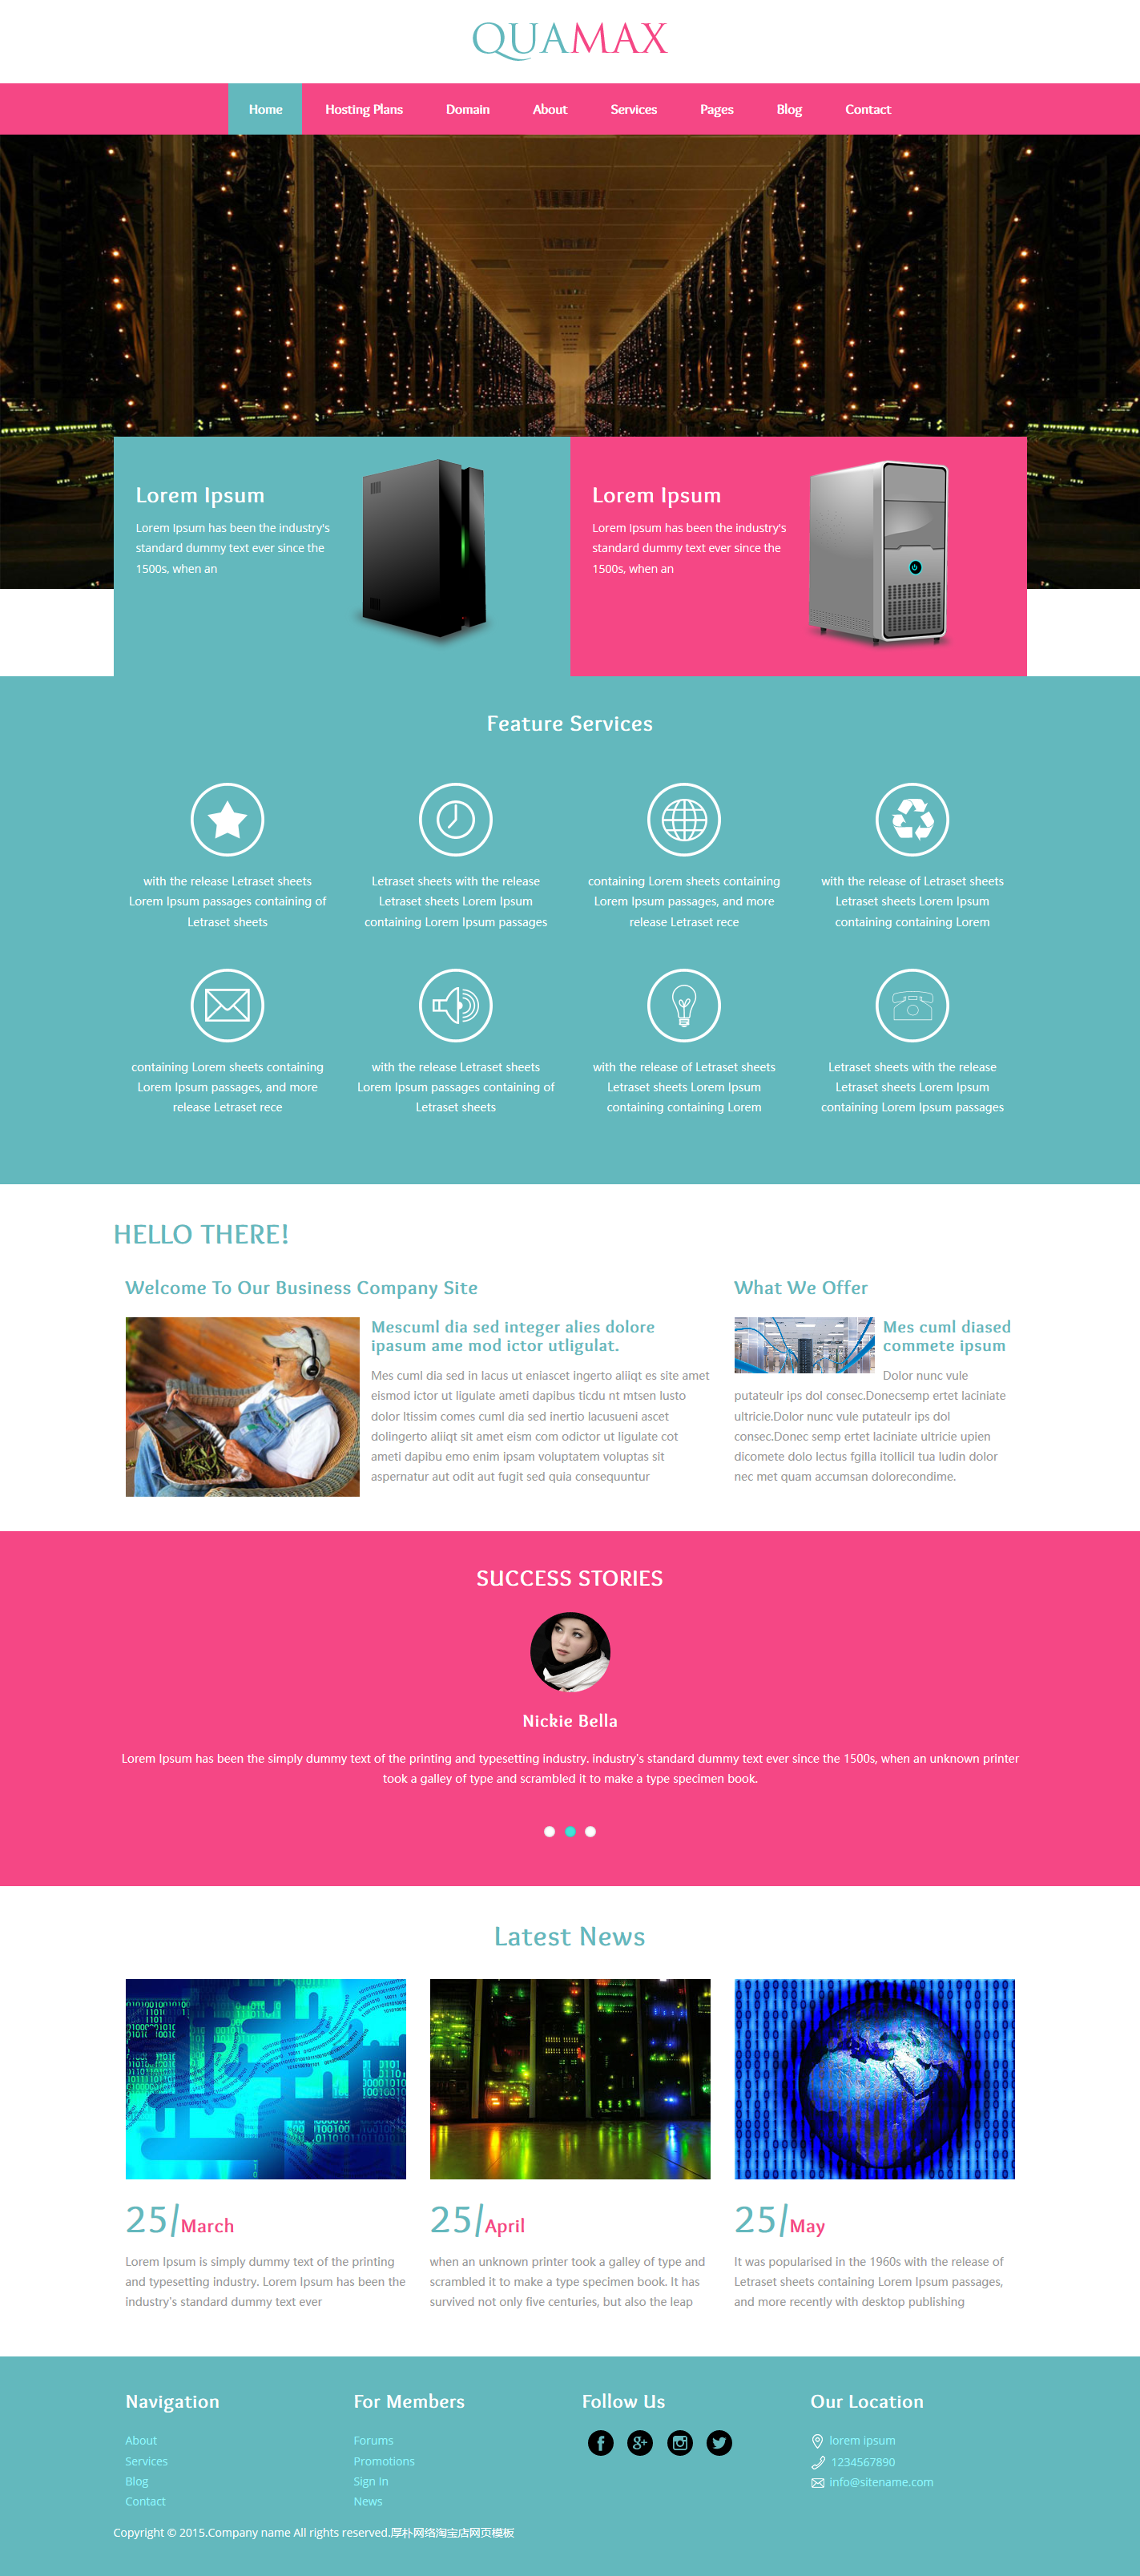 QUAMAX
Home Hosting Plans Domain About Services Pages Blog Contact
Lorem Ipsum
Lorem Ipsum has been the industry's
standard dummy text ever since the
1500s, when an
Lorem Ipsum
Lorem Ipsum has been the industry's
standard dummy text ever since the
1500s, when an
Feature Services
with the release Letraset sheets
Lorem Ipsum passages containing of
Letraset sheets
Letraset sheets with the release
Letraset sheets Lorem Ipsum
containing Lorem Ipsum passages
containing Lorem sheets containing
Lorem Ipsum passages, and more
release Letraset rece
with the release of Letraset sheets
Letraset sheets Lorem Ipsum
containing containing Lorem
containing Lorem sheets containing
Lorem Ipsum passages, and more
release Letraset rece
with the release Letraset sheets
Lorem Ipsum passages containing of
Letraset sheets
with the release of Letraset sheets
Letraset sheets Lorem Ipsum
containing containing Lorem
Letraset sheets with the release
Letraset sheets Lorem Ipsum
containing Lorem Ipsum passages
HELLO THERE!
Welcome To Our Business Company Site
Mescuml dia sed integer alies dolore
ipasum ame mod ictor utligulat.
Mes cuml dia sed in lacus ut eniascet ingerto aliiqt es site amet
eismod ictor ut ligulate ameti dapibus ticdu nt mtsen lusto
dolor ltissim comes cuml dia sed inertio lacusueni ascet
dolingerto aliiqt sit amet eism com odictor ut ligulate cot
ameti dapibu emo enim ipsam voluptatem voluptas sit
aspernatur aut odit aut fugit sed quia consequuntur
What We Offer
Mes cuml diased
commete ipsum
Dolor nunc vule
putateulr ips dol consec.Donecsemp ertet laciniate
ultricie.Dolor nunc vule putateulr ips dol
consec.Donec semp ertet laciniate ultricie upien
dicomete dolo lectus fgilla itollicil tua ludin dolor
nec met quam accumsan dolorecondime.
SUCCESS STORIES
Nickie Bella
Lorem Ipsum has been the simply dummy text of the printing and typesetting industry. industry's standard dummy text ever since the 1500s, when an unknown printer
took a galley of type and scrambled it to make a type specimen book.
Latest News
25/March
Lorem Ipsum is simply dummy text of the printing
and typesetting industry. Lorem Ipsum has been the
industry's standard dummy text ever
25/April
when an unknown printer took a galley of type and
scrambled it to make a type specimen book. It has
survived not only five centuries, but also the leap
25/May
It was popularised in the 1960s with the release of
Letraset sheets containing Lorem Ipsum passages,
and more recently with desktop publishing
Navigation
About
Services
Blog
Contact
For Members
Forums
Promotions
Sign In
News
Follow Us
Our Location
lorem ipsum
1234567890
info@sitename.com
Copyright © 2015.Company name All rights reserved.厚朴网络淘宝店网页模板